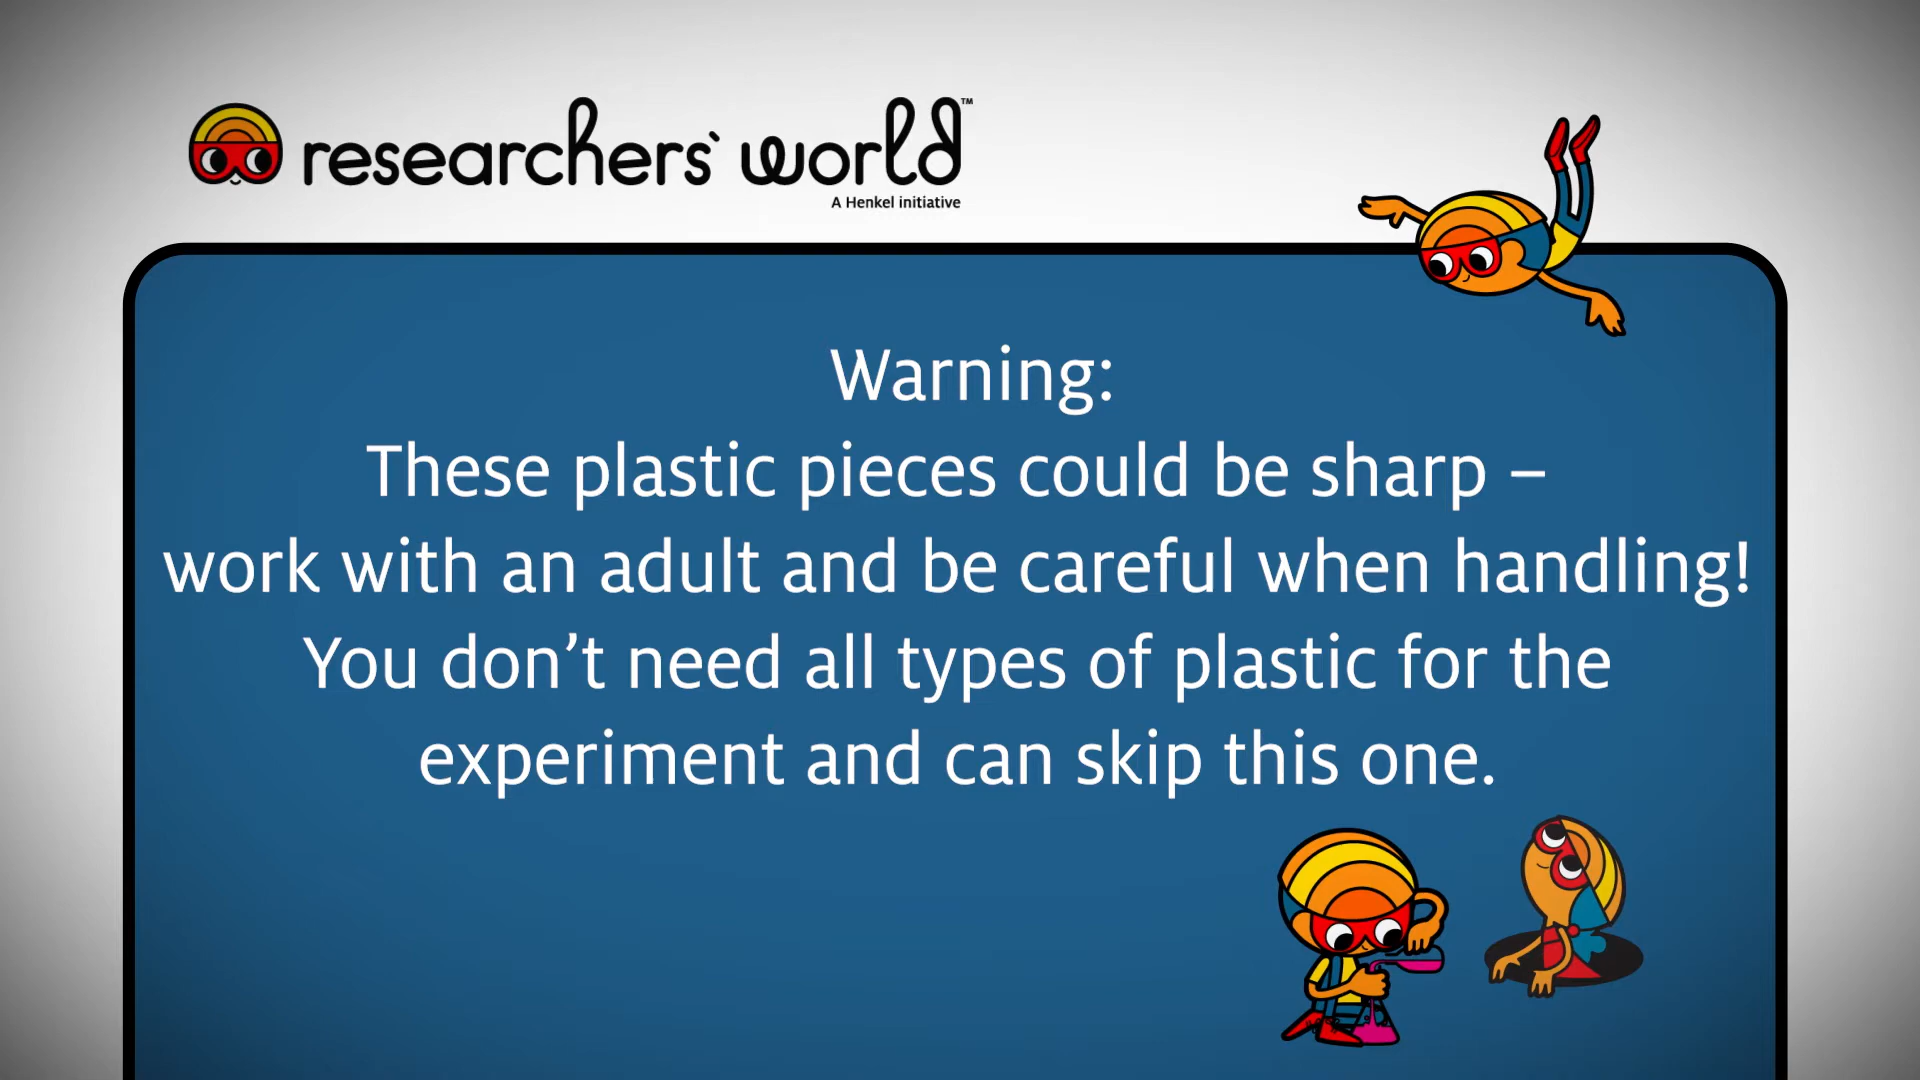 researchers' world™
A Henkel initiative
Warning:
These plastic pieces could be sharp –
work with an adult and be careful when handling!
You don’t need all types of plastic for the
experiment and can skip this one.